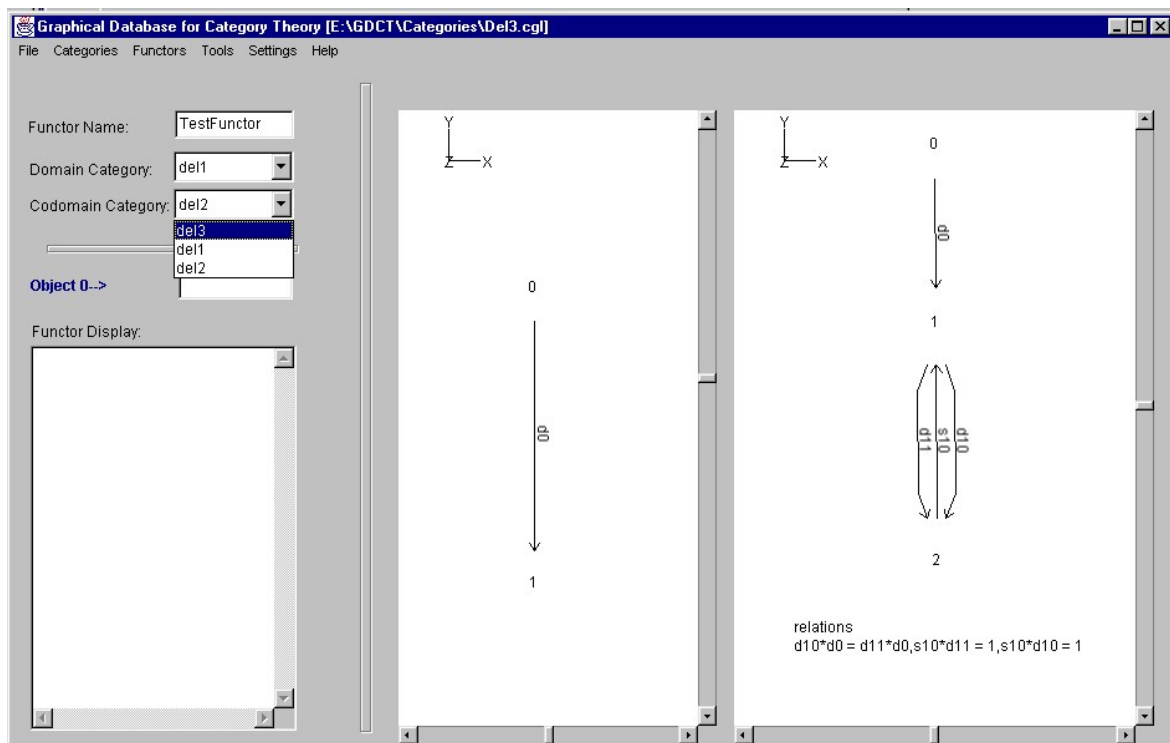 Graphical Database for Category Theory [E:\GDCT\Categories\Del3.cgl]
File Categories Functors Tools Settings Help
Functor Name: TestFunctor
Domain Category: del1
Codomain Category: del2
del3
del1
del2
Object 0-->
Functor Display:
Y
Z X
0
d0
1
Y
Z X
0
d0
1
d11 s10 d10
2
relations
d10*d0 = d11*d0,s10*d11 = 1,s10*d10 = 1